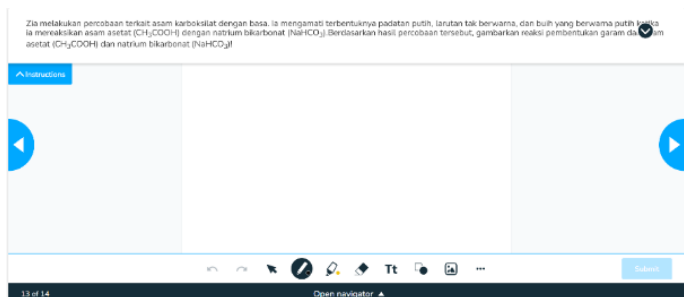 Zia melakukan percobaan terkait asam karboksilat dengan basa. Ia mengamati terbentuknya padatan putih, larutan tak berwarna, dan buih yang berwarna putih ketika
ia mereaksikan asam asetat (CH₃COOH) dengan natrium bikarbonat (NaHCO₃).Berdasarkan hasil percobaan tersebut, gambarkan reaksi pembentukan garam
asetat (CH₃COOH) dan natrium bikarbonat (NaHCO₃)!
Instructions
Tt
Submit
13 of 14
Open navigator